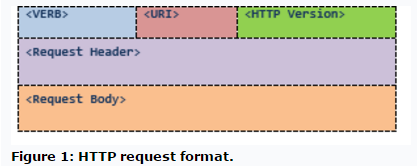 <VERB> <URI> <HTTP Version>
<Request Header>
<Request Body>
Figure 1: HTTP request format.